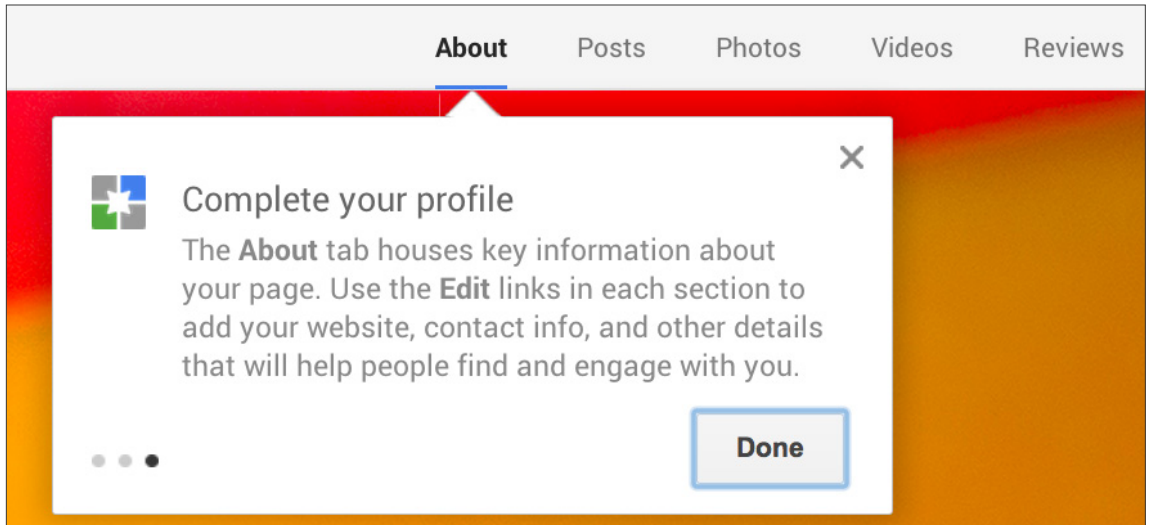 About Posts Photos Videos Reviews
Complete your profile
The About tab houses key information about
your page. Use the Edit links in each section to
add your website, contact info, and other details
that will help people find and engage with you.
Done